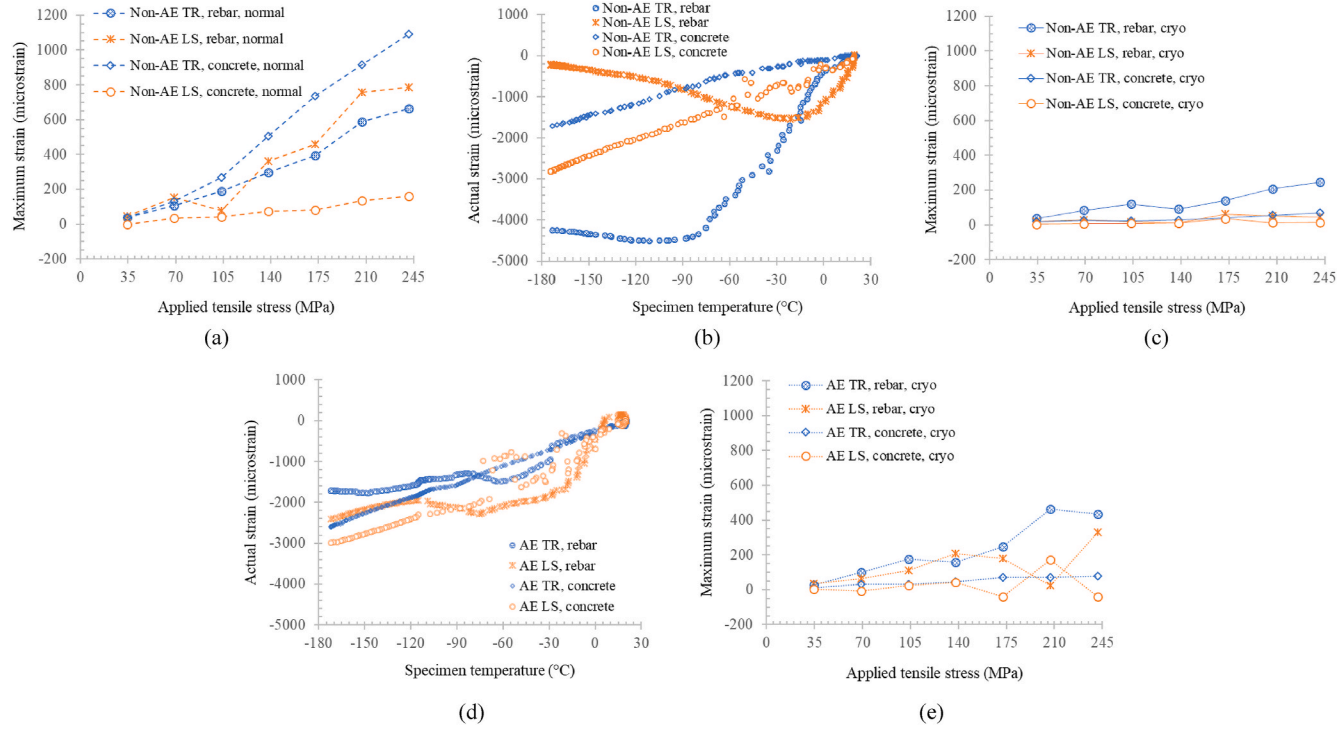 1200
1000
800
600
400
200
0
-200
Maximum strain (microstrain)
Non-AE TR, rebar, normal
Non-AE LS, rebar, normal
Non-AE TR, concrete, normal
Non-AE LS, concrete, normal
0 35 70 105 140 175 210 245
Applied tensile stress (MPa)
(a)
Non-AE TR, rebar
Non-AE LS, rebar
Non-AE TR, concrete
Non-AE LS, concrete
1000
0
-1000
-2000
-3000
-4000
-5000
Actual strain (microstrain)
-180 -150 -120 -90 -60 -30 0 30
Specimen temperature (°C)
(b)
1200
1000
800
600
400
200
0
-200
Maximum strain (microstrain)
Non-AE TR, rebar, cryo
Non-AE LS, rebar, cryo
Non-AE TR, concrete, cryo
Non-AE LS, concrete, cryo
0 35 70 105 140 175 210 245
Applied tensile stress (MPa)
(c)
1000
0
-1000
-2000
-3000
-4000
-5000
Actual strain (microstrain)
AE TR, rebar
AE LS, rebar
AE TR, concrete
AE LS, concrete
-180 -150 -120 -90 -60 -30 0 30
Specimen temperature (°C)
(d)
1200
1000
800
600
400
200
0
-200
Maximum strain (microstrain)
AE TR, rebar, cryo
AE LS, rebar, cryo
AE TR, concrete, cryo
AE LS, concrete, cryo
0 35 70 105 140 175 210 245
Applied tensile stress (MPa)
(e)